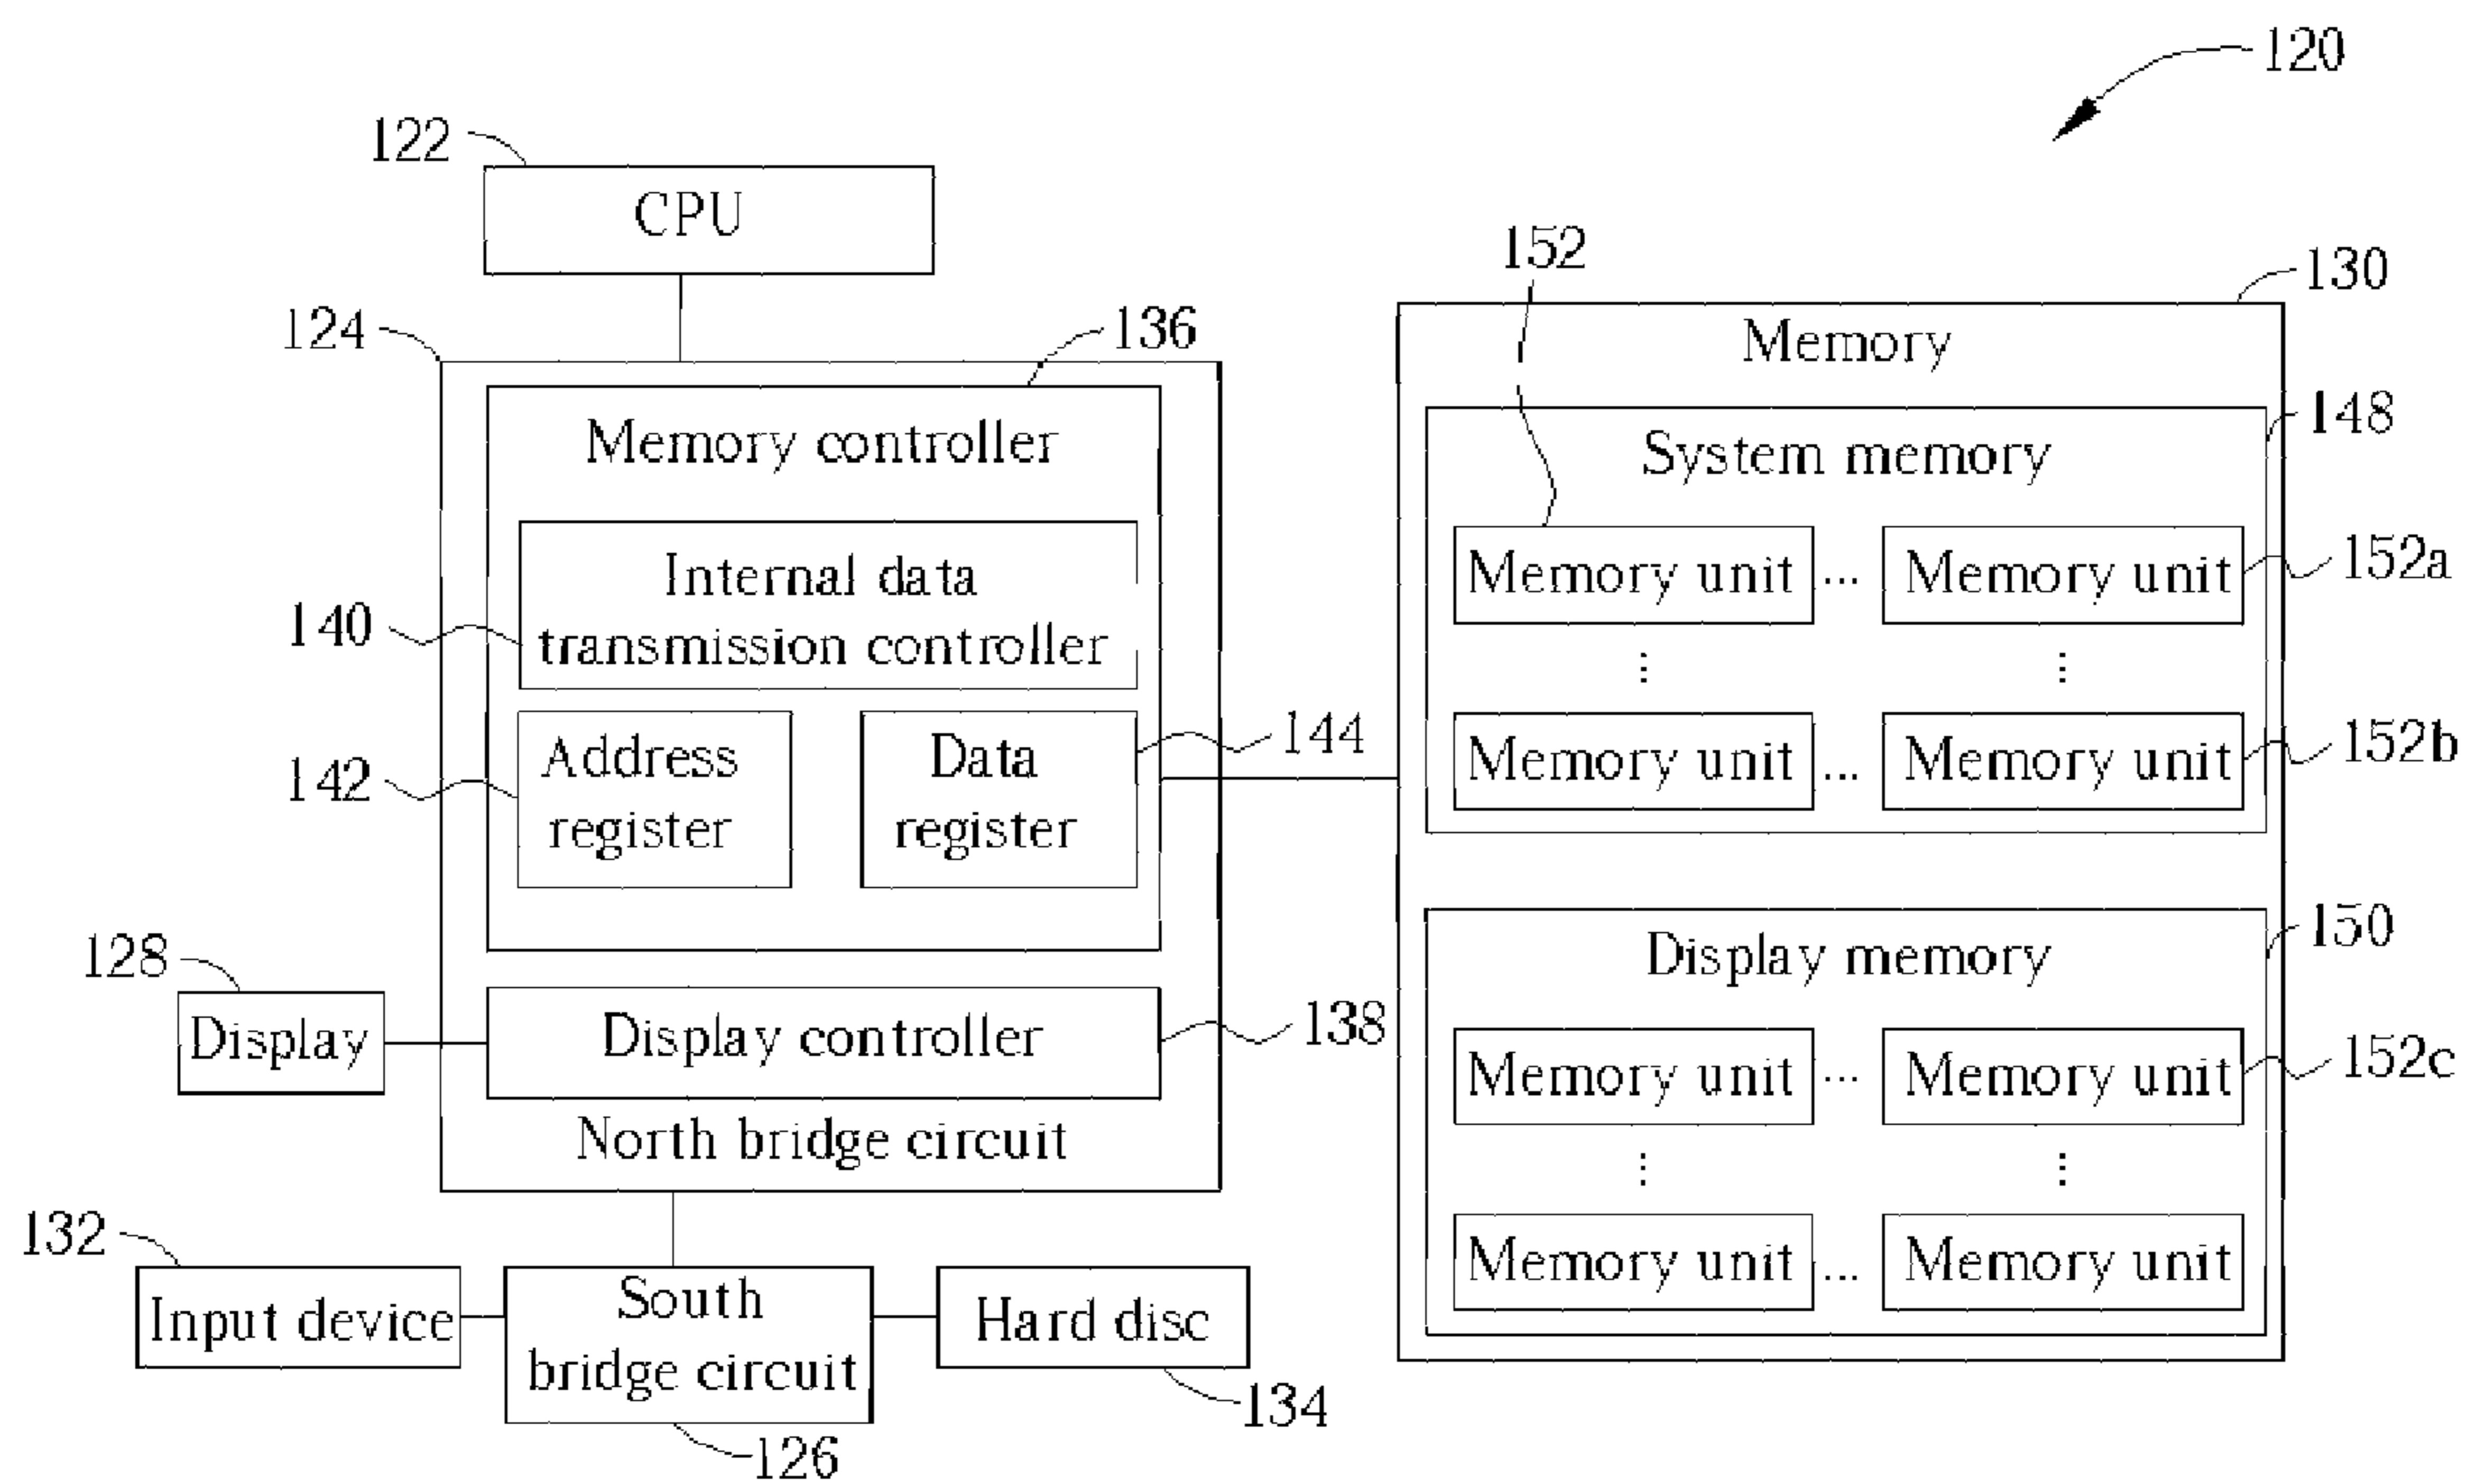 120
122
CPU
152
130
124
136
Memory
148
Memory controller
System memory
Internal data
transmission controller
140
Memory unit ... Memory unit
152a
⋮ ⋮
Memory unit ... Memory unit
152b
Address
register
142
Data
register
144
128
Display
Display controller
138
North bridge circuit
150
Display memory
Memory unit ... Memory unit
152c
⋮ ⋮
Memory unit ... Memory unit
132
Input device
South
bridge circuit
Hard disc
134
126